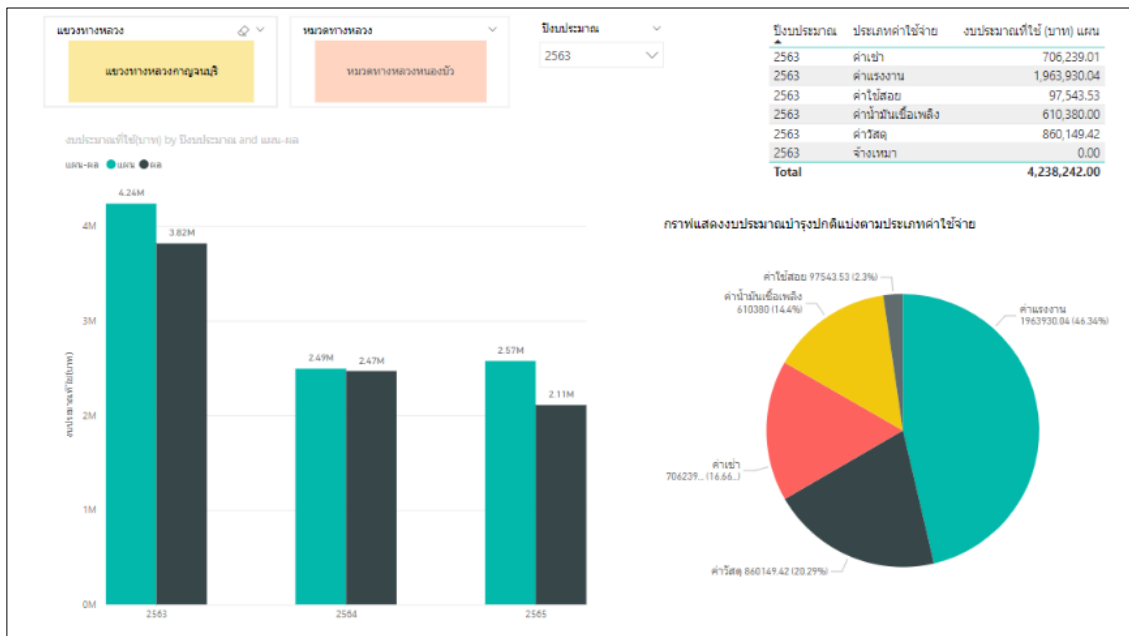 แขวงทางหลวง
แขวงทางหลวงกาญจนบุรี
หมวดทางหลวง
หมวดทางหลวงหนองบัว
ปีงบประมาณ
2563
ปีงบประมาณ ประเภทค่าใช้จ่าย งบประมาณที่ใช้ (บาท) แผน
2563 ค่าเช่า 706,239.01
2563 ค่าแรงงาน 1,963,930.04
2563 ค่าใช้สอย 97,543.53
2563 ค่าน้ำมันเชื้อเพลิง 610,380.00
2563 ค่าวัสดุ 860,149.42
2563 จ้างเหมา 0.00
Total 4,238,242.00
งบประมาณที่ใช้(บาท) by ปีงบประมาณ and แผน-ผล
แผน-ผล แผน ผล
งบประมาณที่ใช้(บาท)
4M
3M
2M
1M
0M
4.24M
3.82M
2.49M
2.47M
2.57M
2.11M
2563
2564
2565
กราฟแสดงงบประมาณบำรุงปกติแบ่งตามประเภทค่าใช้จ่าย
ค่าใช้สอย 97543.53 (2.3%)
ค่าน้ำมันเชื้อเพลิง
610380 (14.4%)
ค่าแรงงาน
1963930.04 (46.34%)
ค่าเช่า
706239... (16.66...)
ค่าวัสดุ 860149.42 (20.29%)